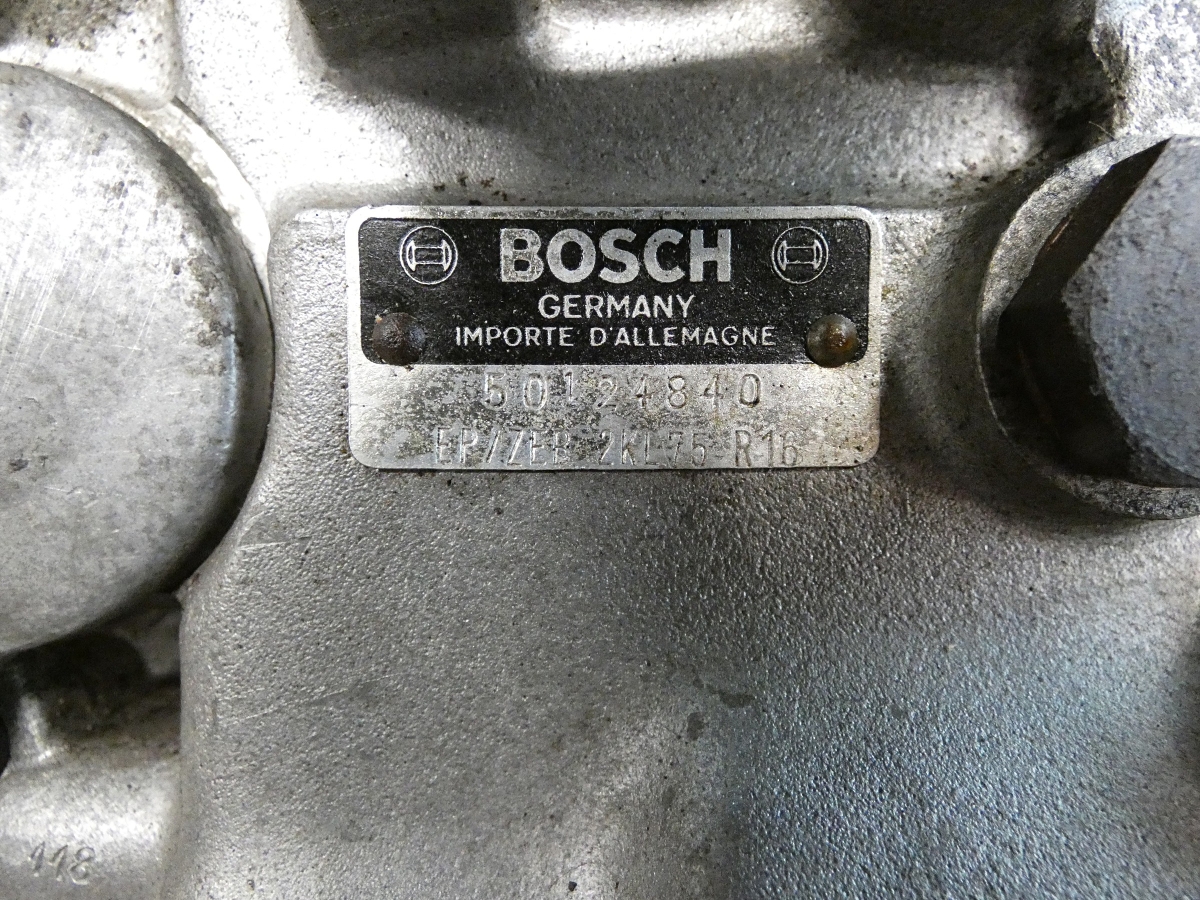 BOSCH
GERMANY
IMPORTE D'ALLEMAGNE
50124840
EP/ZEB 2KL75 R16
118